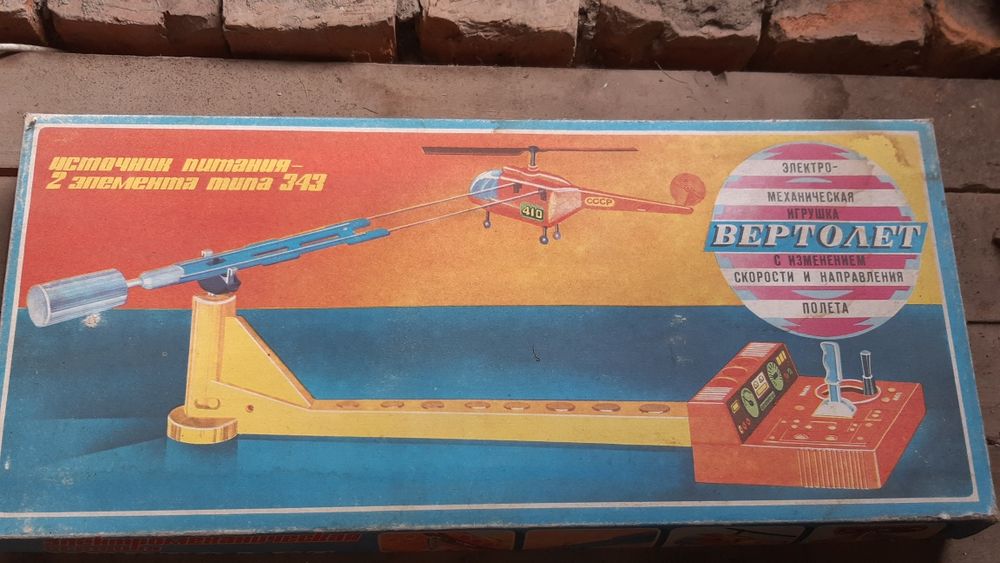 источник питания–
2 элемента типа 343
410
СССР
ЭЛЕКТРО-
МЕХАНИЧЕСКАЯ
ИГРУШКА
ВЕРТОЛЕТ
С ИЗМЕНЕНИЕМ
СКОРОСТИ И НАПРАВЛЕНИЯ
ПОЛЕТА